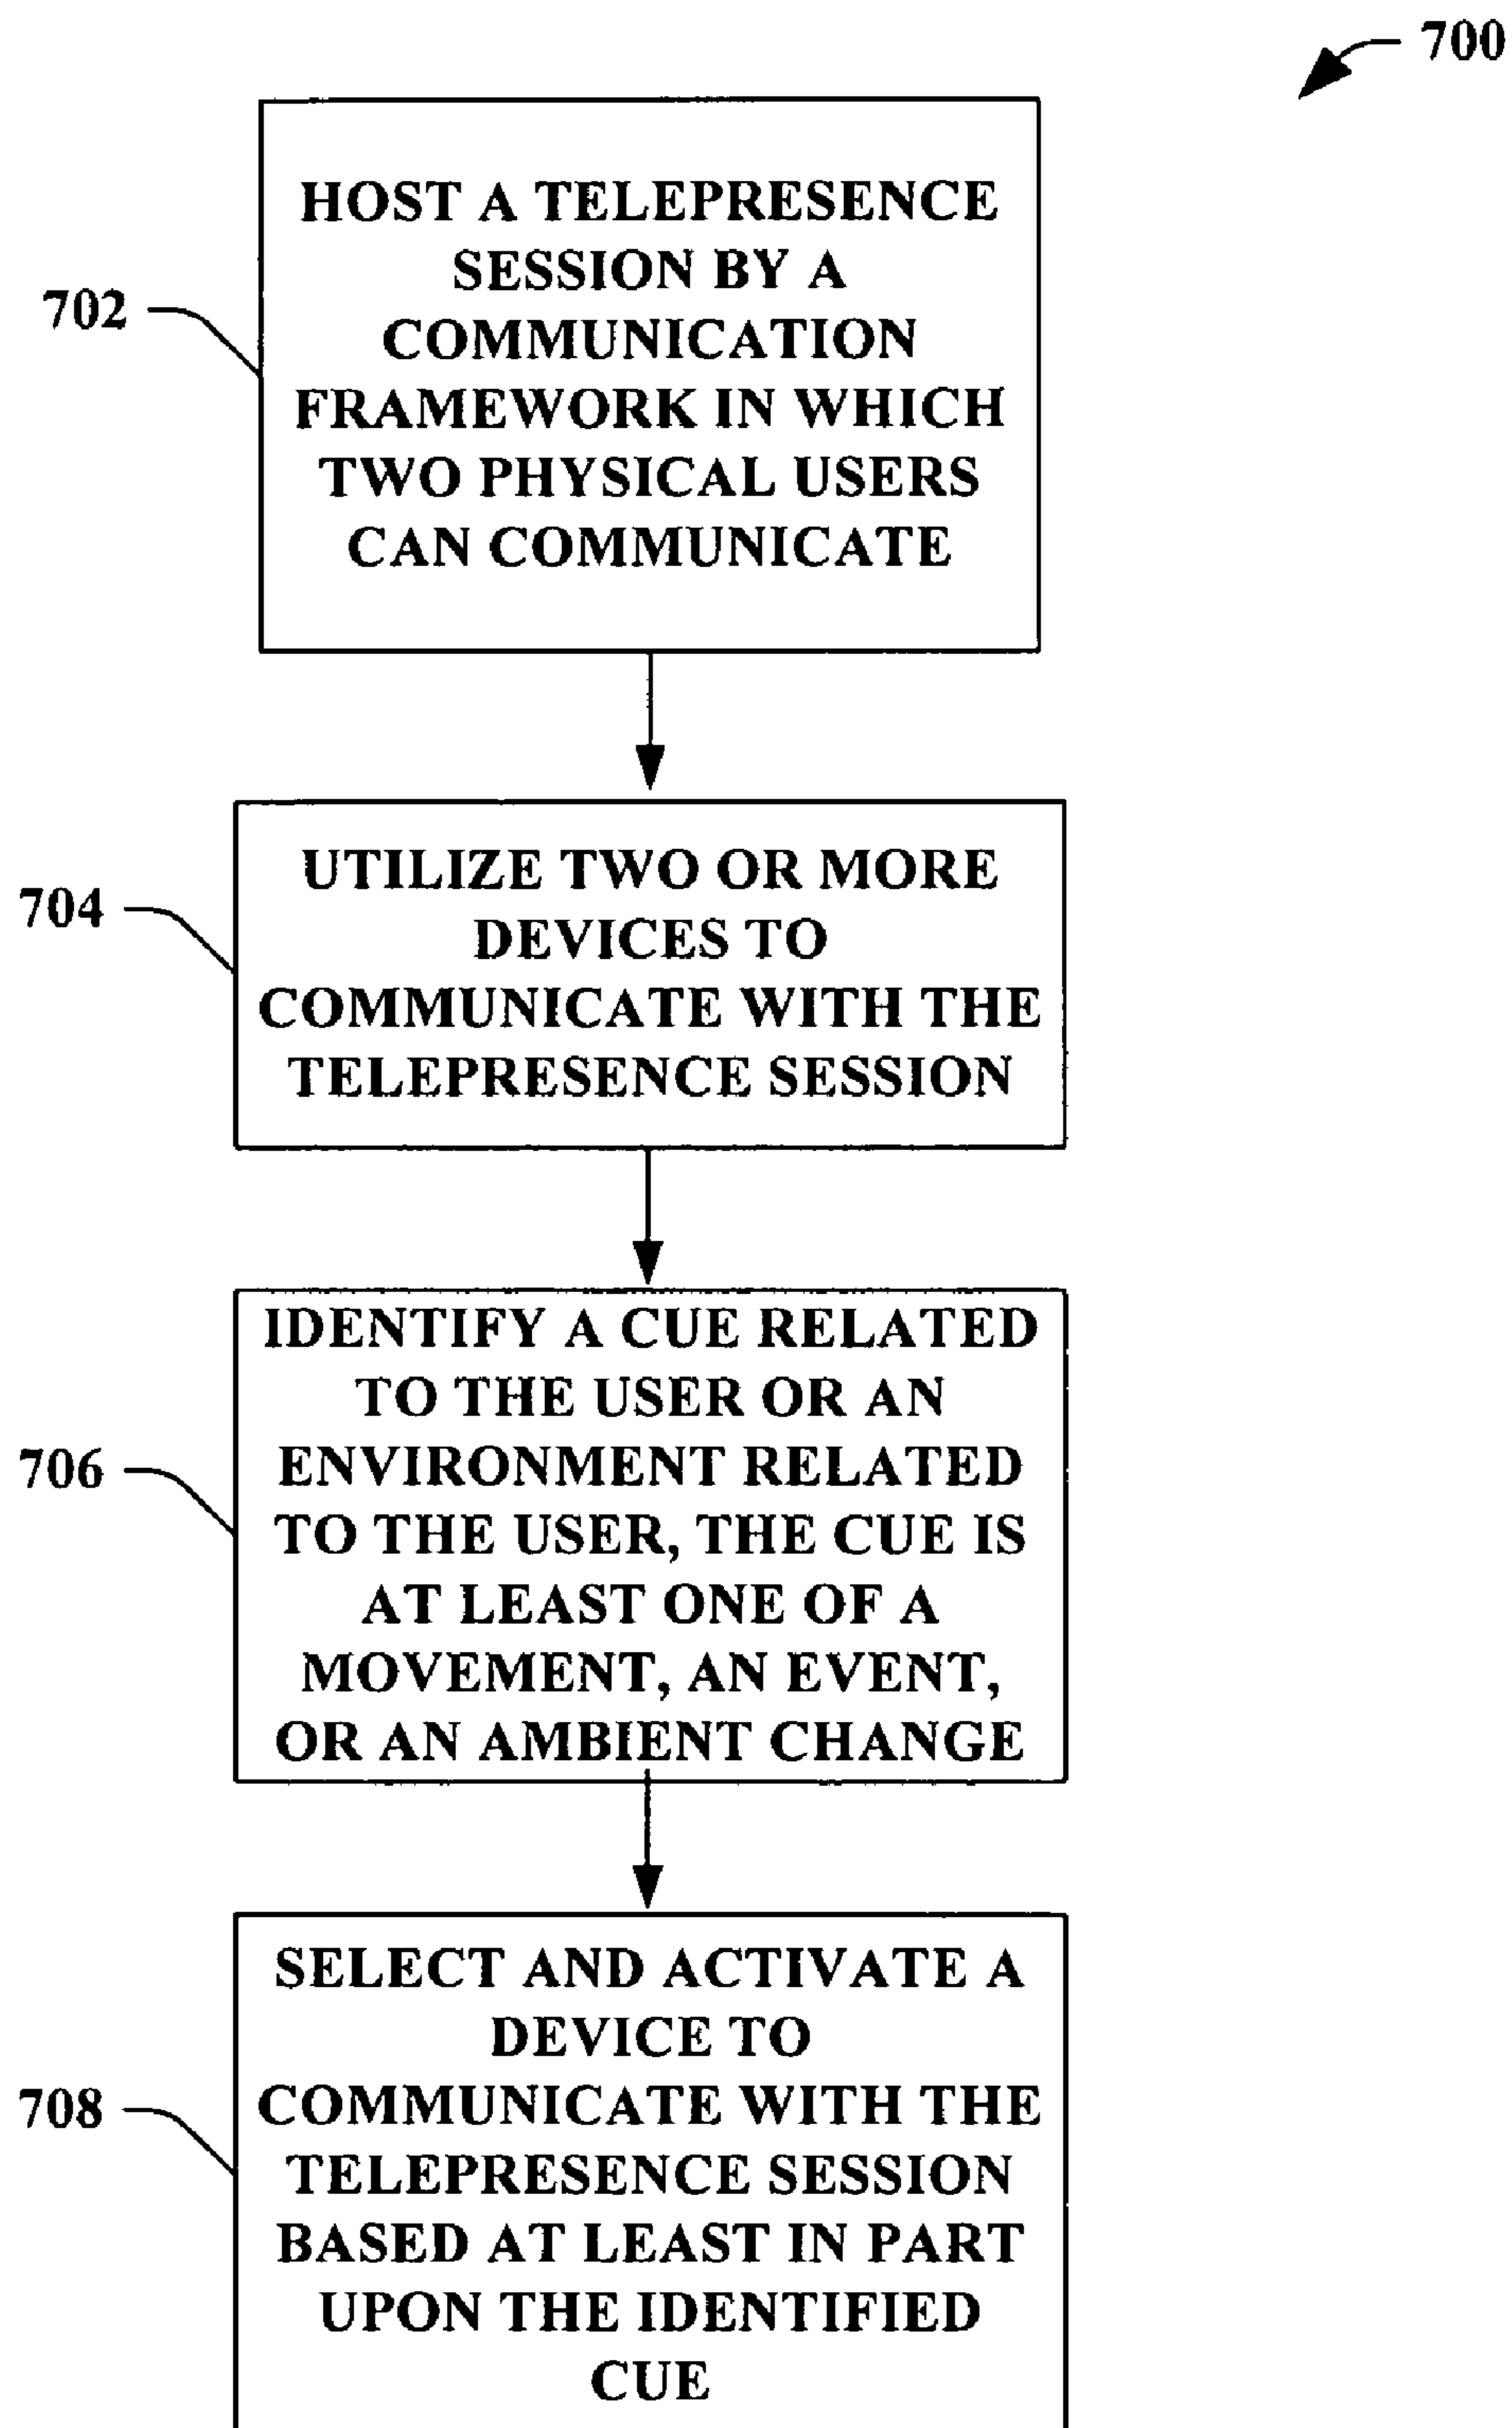 700
HOST A TELEPRESENCE
SESSION BY A
COMMUNICATION
FRAMEWORK IN WHICH
TWO PHYSICAL USERS
CAN COMMUNICATE
702
UTILIZE TWO OR MORE
DEVICES TO
COMMUNICATE WITH THE
TELEPRESENCE SESSION
704
IDENTIFY A CUE RELATED
TO THE USER OR AN
ENVIRONMENT RELATED
TO THE USER, THE CUE IS
AT LEAST ONE OF A
MOVEMENT, AN EVENT,
OR AN AMBIENT CHANGE
706
SELECT AND ACTIVATE A
DEVICE TO
COMMUNICATE WITH THE
TELEPRESENCE SESSION
BASED AT LEAST IN PART
UPON THE IDENTIFIED
CUE
708